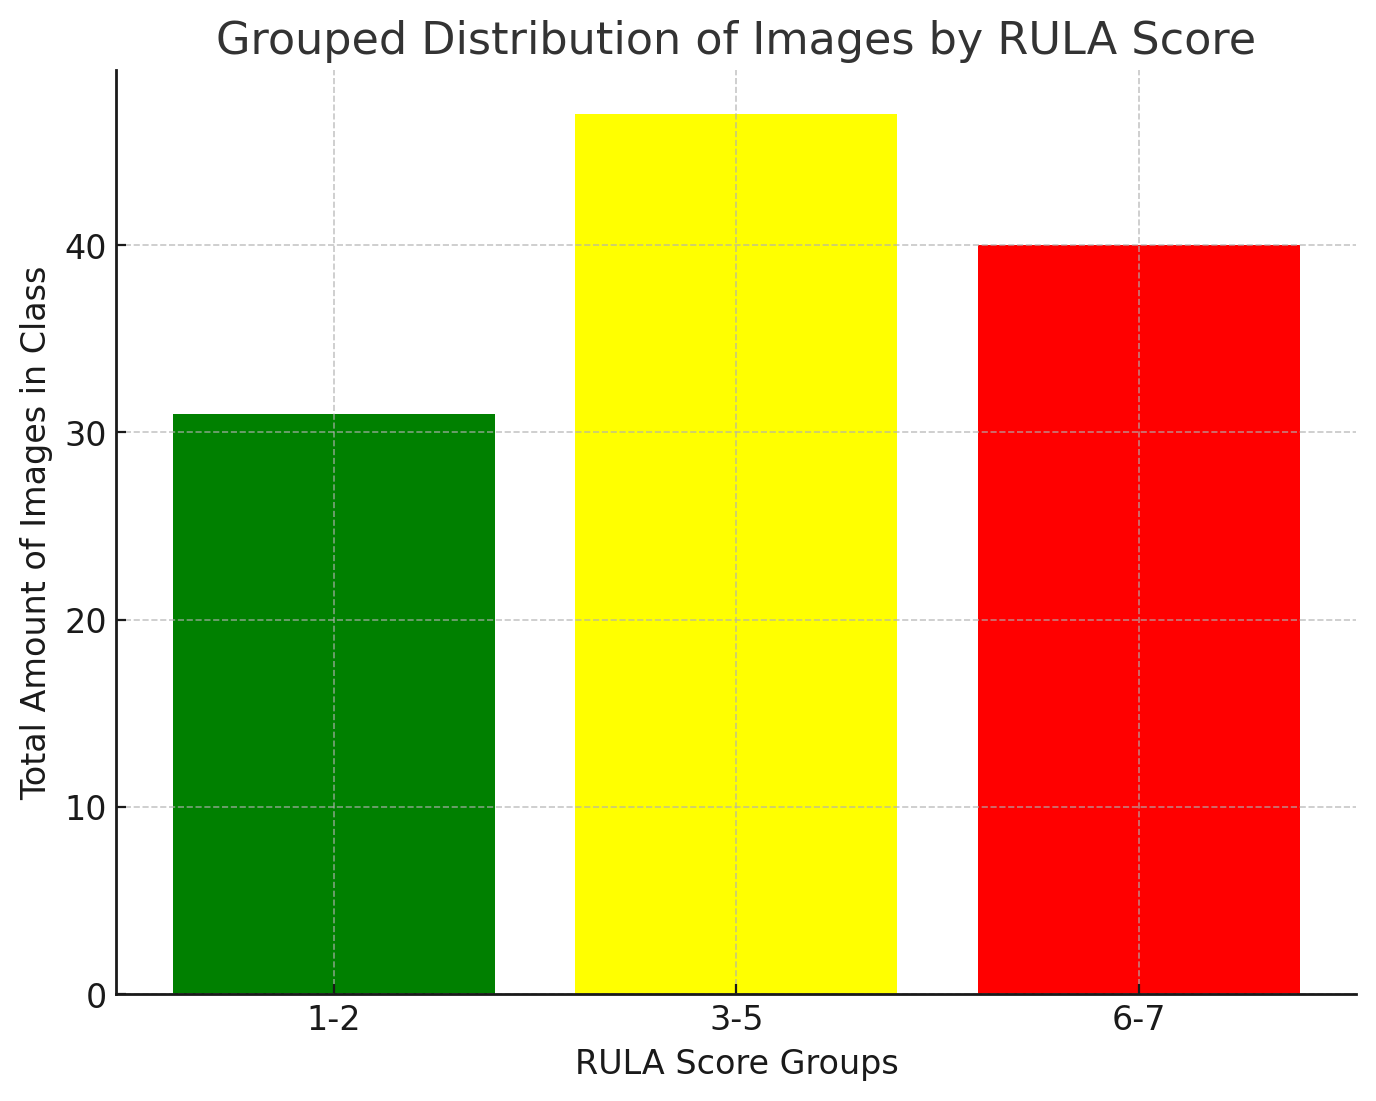 Grouped Distribution of Images by RULA Score
Total Amount of Images in Class
40
30
20
10
0
1-2
3-5
6-7
RULA Score Groups